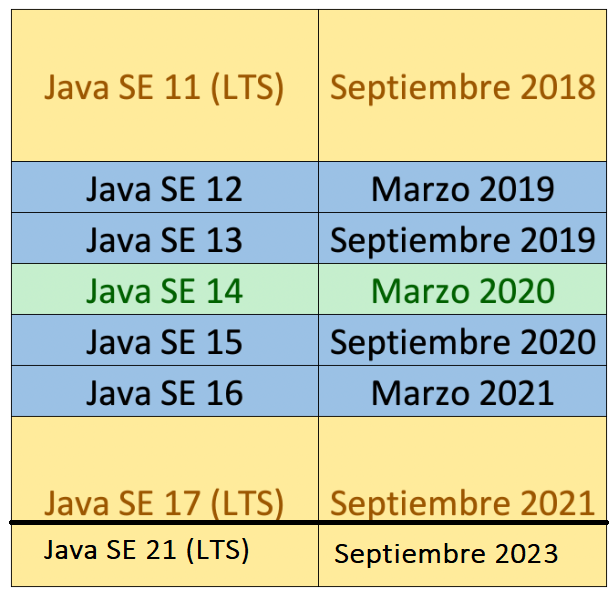 Java SE 11 (LTS) Septiembre 2018
Java SE 12 Marzo 2019
Java SE 13 Septiembre 2019
Java SE 14 Marzo 2020
Java SE 15 Septiembre 2020
Java SE 16 Marzo 2021
Java SE 17 (LTS) Septiembre 2021
Java SE 21 (LTS) Septiembre 2023